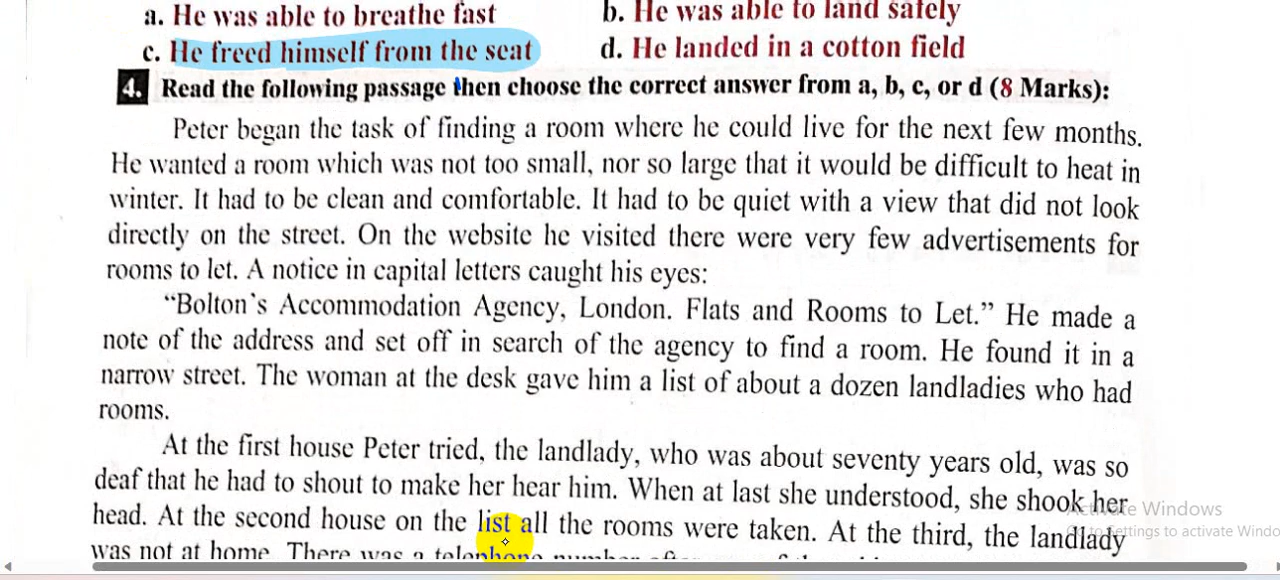 a. He was able to breathe fast b. He was able to land safely
c. He freed himself from the seat d. He landed in a cotton field
4. Read the following passage then choose the correct answer from a, b, c, or d (8 Marks):
Peter began the task of finding a room where he could live for the next few months.
He wanted a room which was not too small, nor so large that it would be difficult to heat in
winter. It had to be clean and comfortable. It had to be quiet with a view that did not look
directly on the street. On the website he visited there were very few advertisements for
rooms to let. A notice in capital letters caught his eyes:
“Bolton’s Accommodation Agency, London. Flats and Rooms to Let.” He made a
note of the address and set off in search of the agency to find a room. He found it in a
narrow street. The woman at the desk gave him a list of about a dozen landladies who had
rooms.
At the first house Peter tried, the landlady, who was about seventy years old, was so
deaf that he had to shout to make her hear him. When at last she understood, she shook her
head. At the second house on the list all the rooms were taken. At the third, the landlady
was not at home. There was a telephone number
Activate Windows
Go to Settings to activate Windo